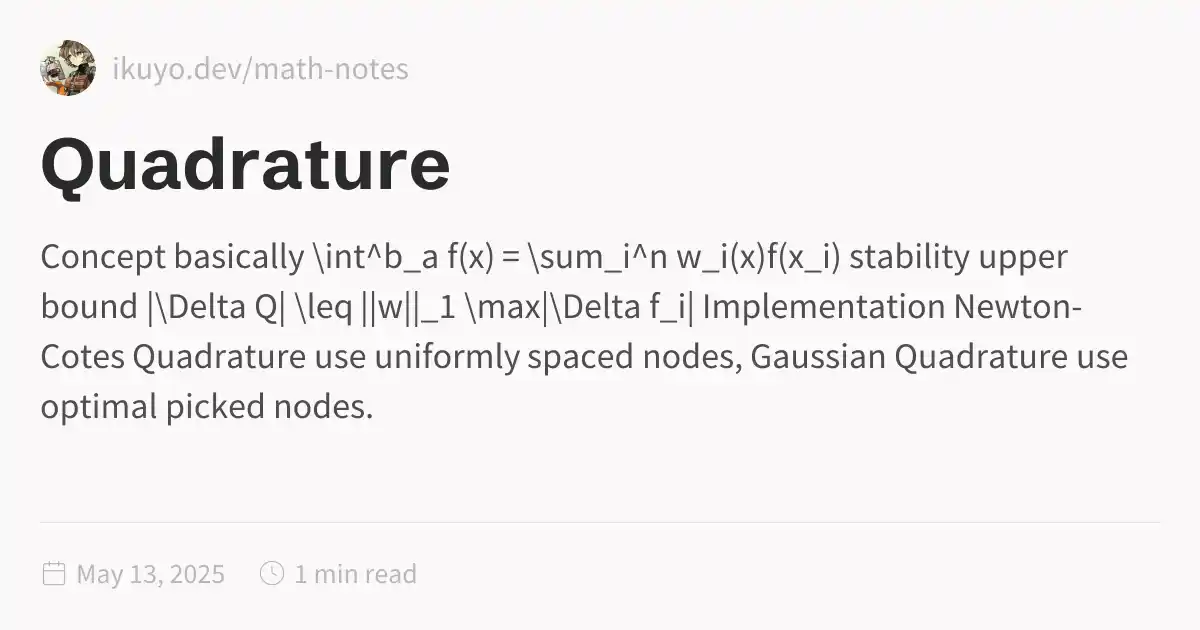 ikuyo.dev/math-notes
Quadrature
Concept basically \int^b_a f(x) = \sum_i^n w_i(x)f(x_i) stability upper
bound |\Delta Q| \leq ||w||_1 \max|\Delta f_i| Implementation Newton-
Cotes Quadrature use uniformly spaced nodes, Gaussian Quadrature use
optimal picked nodes.
May 13, 2025
1 min read